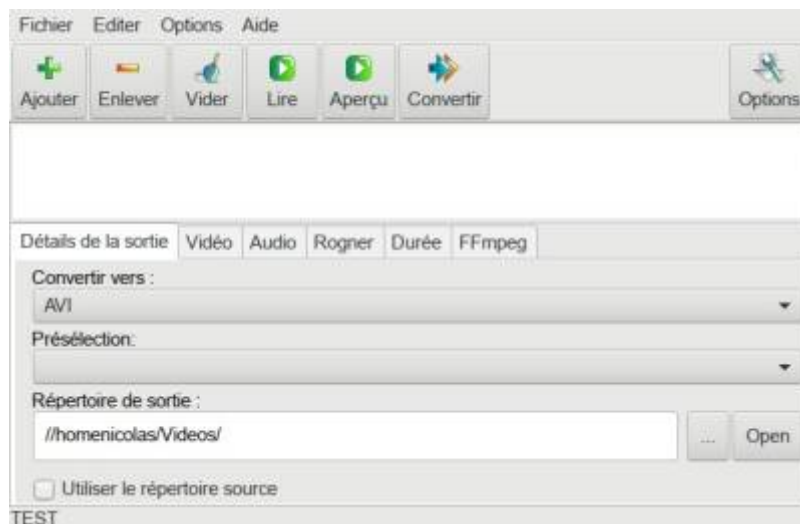 Fichier Editer Options Aide
Ajouter Enlever Vider Lire Aperçu Convertir Options
Détails de la sortie Vidéo Audio Rogner Durée FFmpeg
Convertir vers :
AVI
Présélection:
Répertoire de sortie :
//homenicolas/Videos/ ... Open
Utiliser le répertoire source
TEST